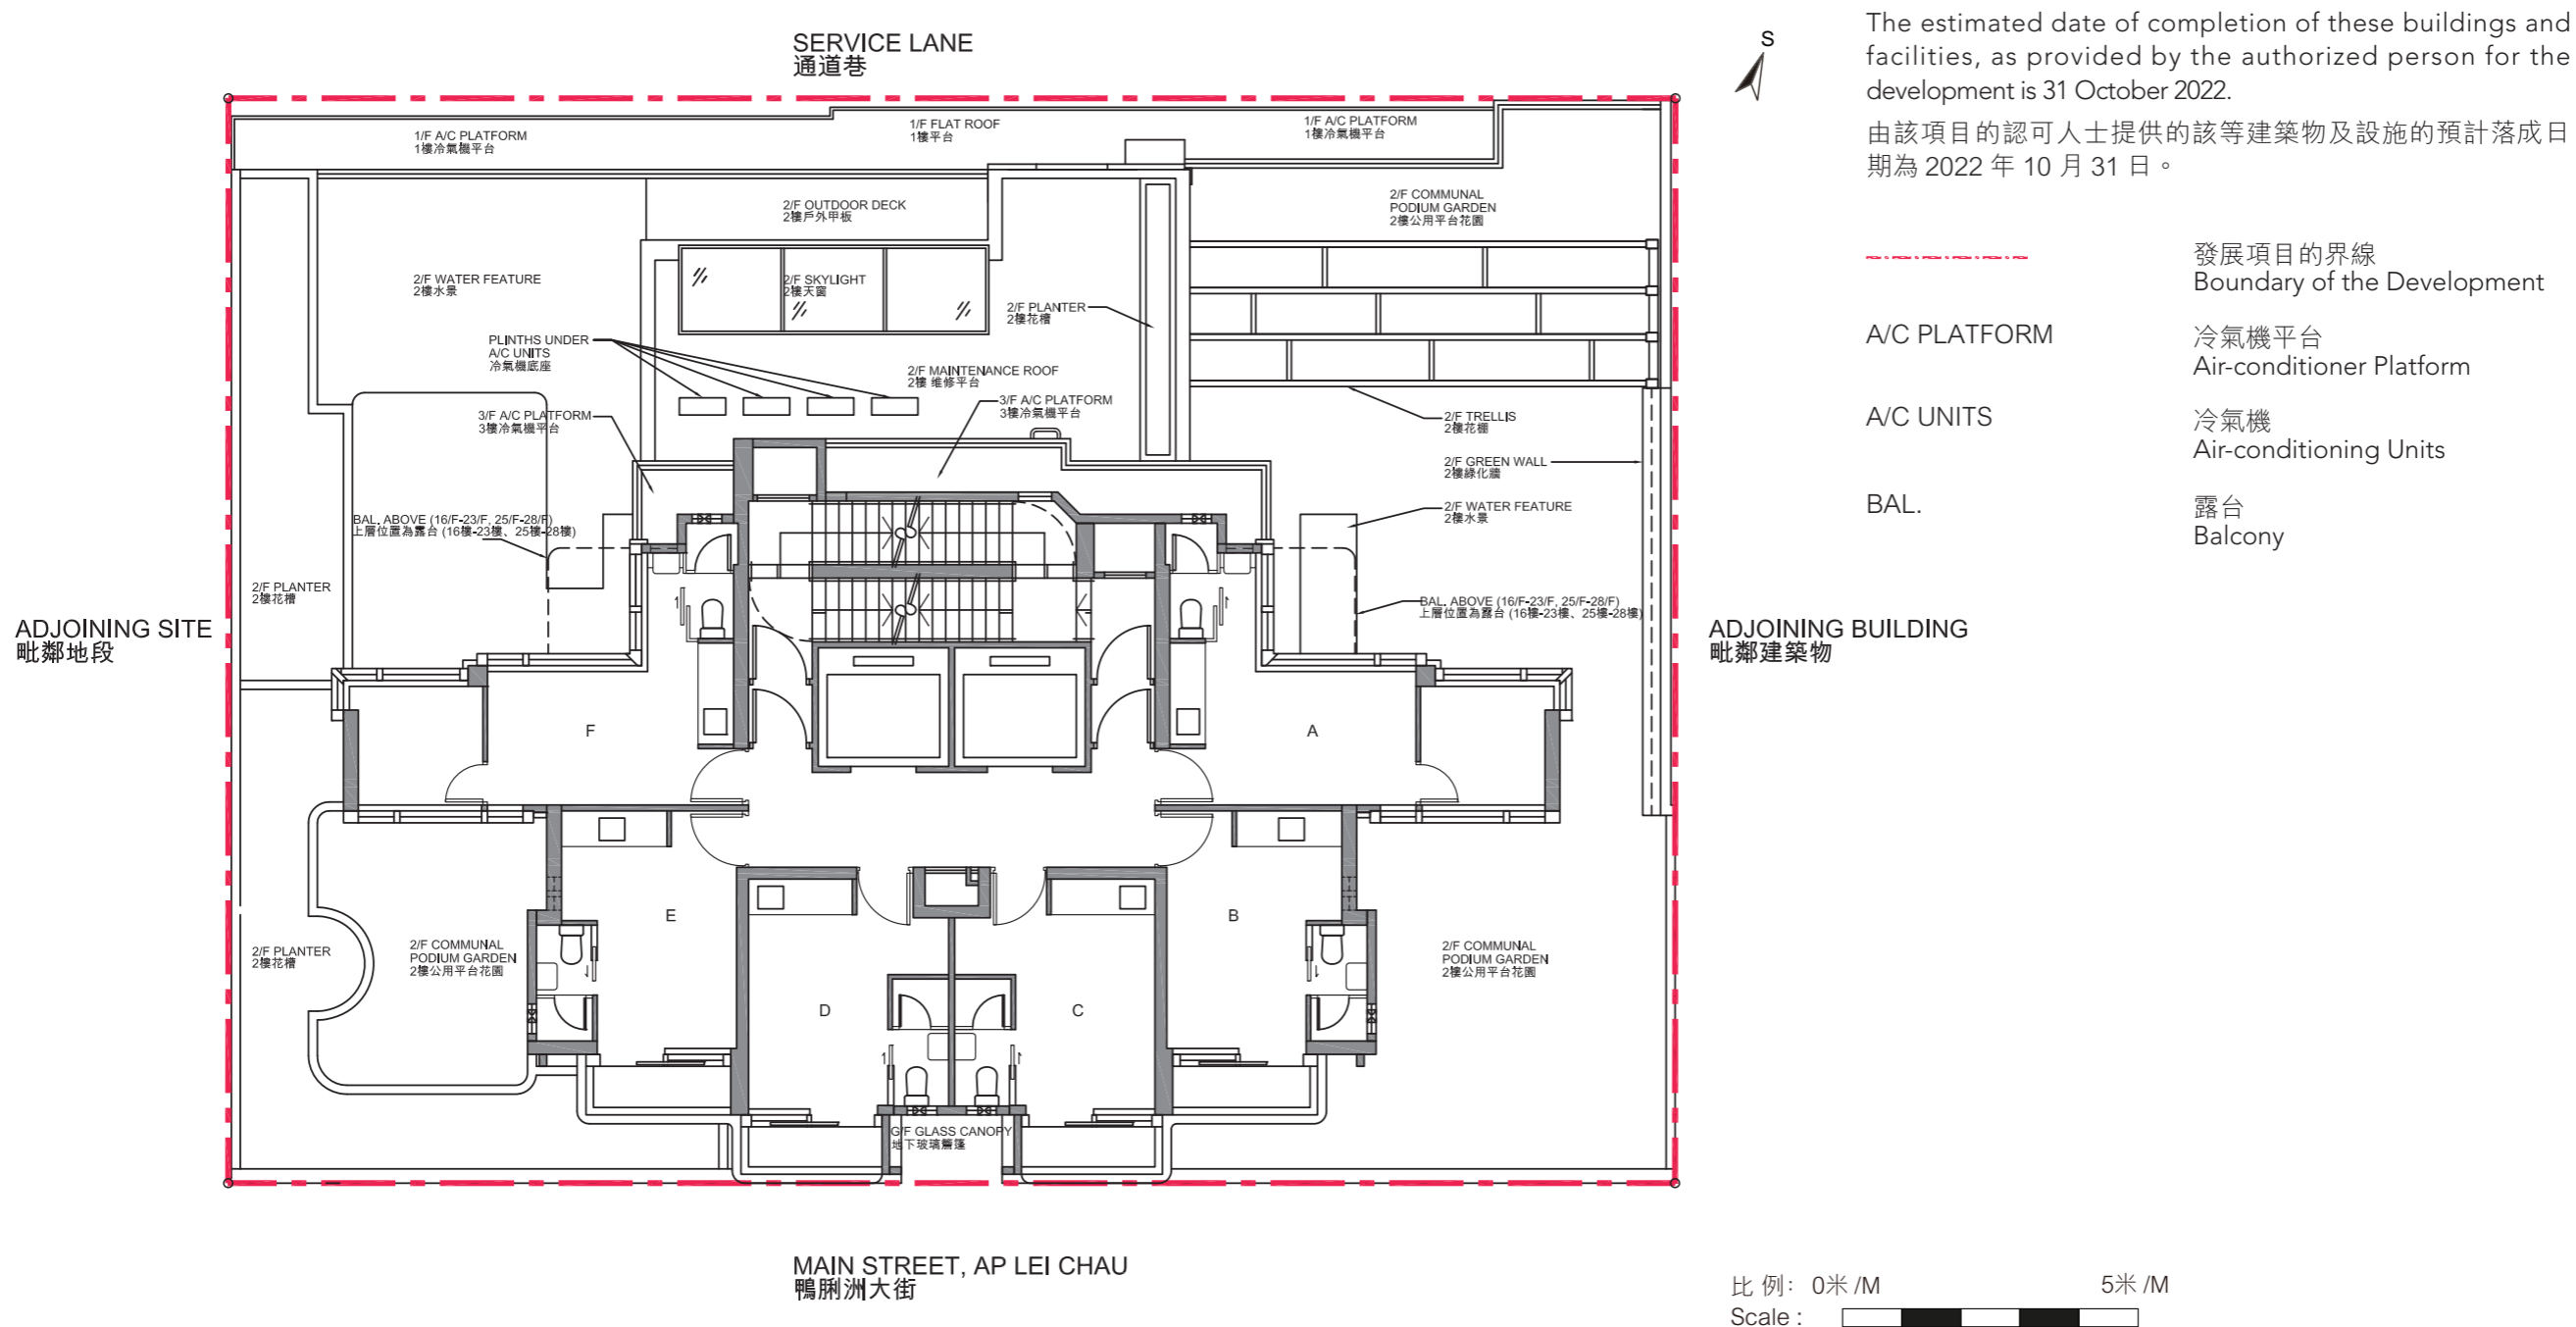 SERVICE LANE
通道巷
S
The estimated date of completion of these buildings and
facilities, as provided by the authorized person for the
development is 31 October 2022.
由該項目的認可人士提供的該等建築物及設施的預計落成日
期為 2022 年 10 月 31 日。
發展項目的界線
Boundary of the Development
A/C PLATFORM
冷氣機平台
Air-conditioner Platform
A/C UNITS
冷氣機
Air-conditioning Units
BAL.
露台
Balcony
1/F A/C PLATFORM
1樓冷氣機平台
1/F FLAT ROOF
1樓平台
1/F A/C PLATFORM
1樓冷氣機平台
2/F OUTDOOR DECK
2樓戶外甲板
2/F COMMUNAL
PODIUM GARDEN
2樓公用平台花園
2/F WATER FEATURE
2樓水景
2/F SKYLIGHT
2樓天窗
2/F PLANTER
2樓花槽
PLINTHS UNDER
A/C UNITS
冷氣機底座
2/F MAINTENANCE ROOF
2樓 維修平台
3/F A/C PLATFORM
3樓冷氣機平台
3/F A/C PLATFORM
3樓冷氣機平台
2/F TRELLIS
2樓花棚
2/F GREEN WALL
2樓綠化牆
2/F WATER FEATURE
2樓水景
BAL. ABOVE (16/F-23/F, 25/F-28/F)
上層位置為露台 (16樓-23樓、25樓-28樓)
2/F PLANTER
2樓花槽
BAL. ABOVE (16/F-23/F, 25/F-28/F)
上層位置為露台 (16樓-23樓、25樓-28樓)
ADJOINING SITE
毗鄰地段
ADJOINING BUILDING
毗鄰建築物
F
A
E
B
2/F PLANTER
2樓花槽
2/F COMMUNAL
PODIUM GARDEN
2樓公用平台花園
2/F COMMUNAL
PODIUM GARDEN
2樓公用平台花園
D
C
G/F GLASS CANOPY
地下玻璃簷篷
MAIN STREET, AP LEI CHAU
鴨脷洲大街
比 例： 0米 /M 5米 /M
Scale :